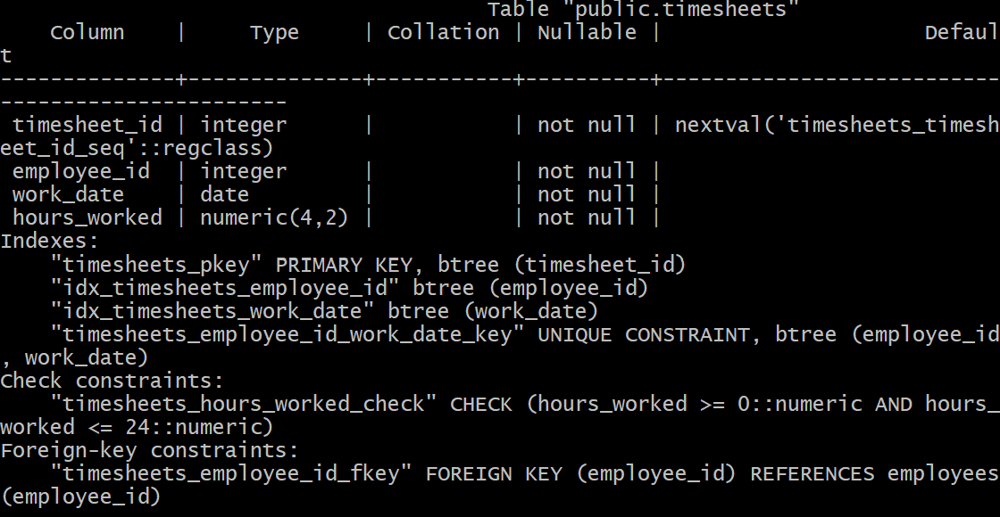 Table "public.timesheets"
    Column    |     Type     | Collation | Nullable |                     Defaul
t
--------------+--------------+-----------+----------+---------------------------
-----------------------
 timesheet_id | integer      |           | not null | nextval('timesheets_timesh
eet_id_seq'::regclass)
 employee_id  | integer      |           | not null |
 work_date    | date         |           | not null |
 hours_worked | numeric(4,2) |           | not null |
Indexes:
    "timesheets_pkey" PRIMARY KEY, btree (timesheet_id)
    "idx_timesheets_employee_id" btree (employee_id)
    "idx_timesheets_work_date" btree (work_date)
    "timesheets_employee_id_work_date_key" UNIQUE CONSTRAINT, btree (employee_id
, work_date)
Check constraints:
    "timesheets_hours_worked_check" CHECK (hours_worked >= 0::numeric AND hours_
worked <= 24::numeric)
Foreign-key constraints:
    "timesheets_employee_id_fkey" FOREIGN KEY (employee_id) REFERENCES employees
(employee_id)